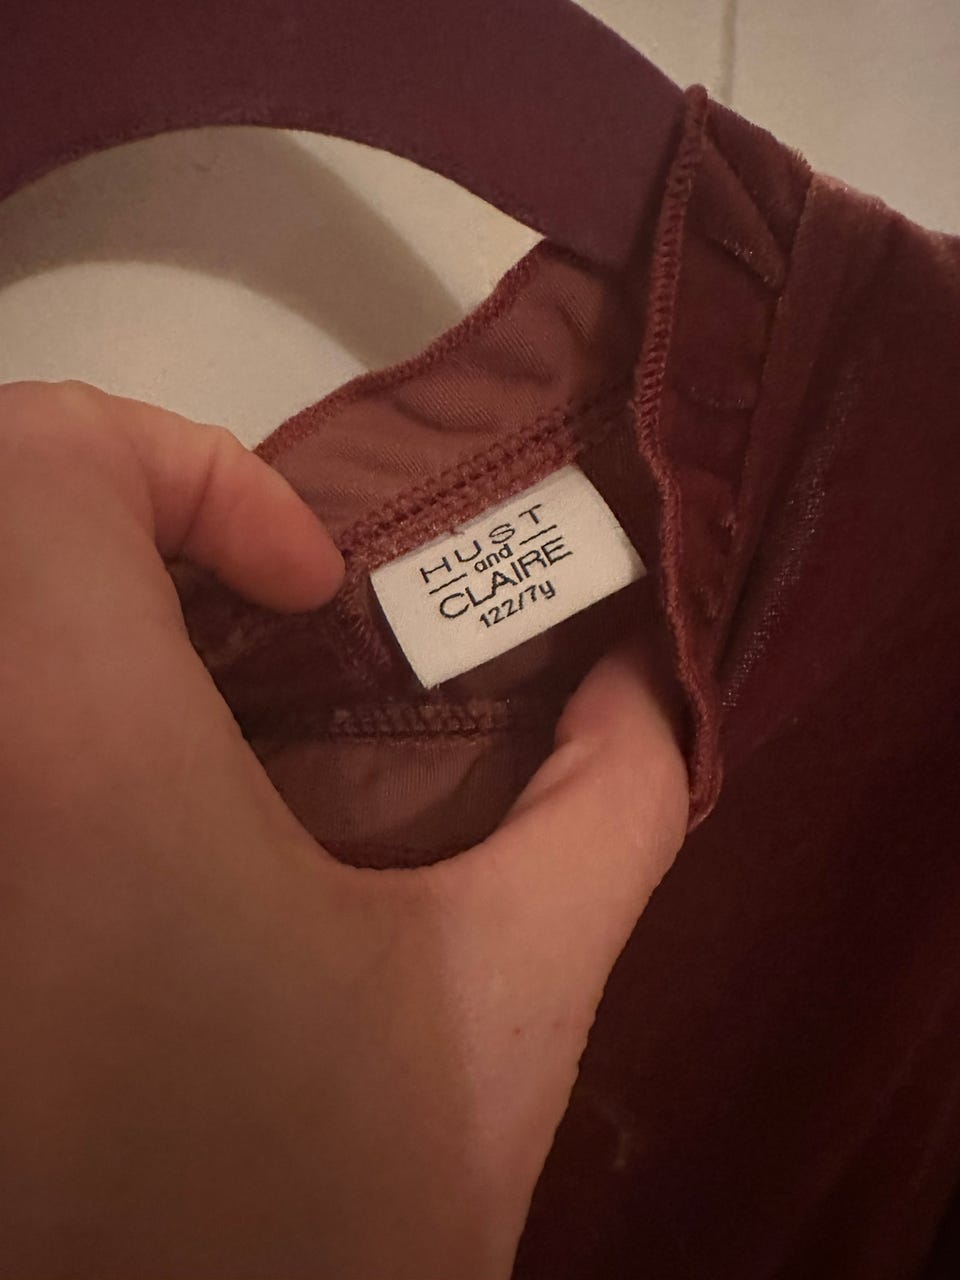 HUST
and
CLAIRE
122/7y